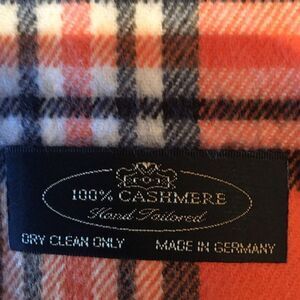 100% CASHMERE
Hand Tailored
DRY CLEAN ONLY MADE IN GERMANY